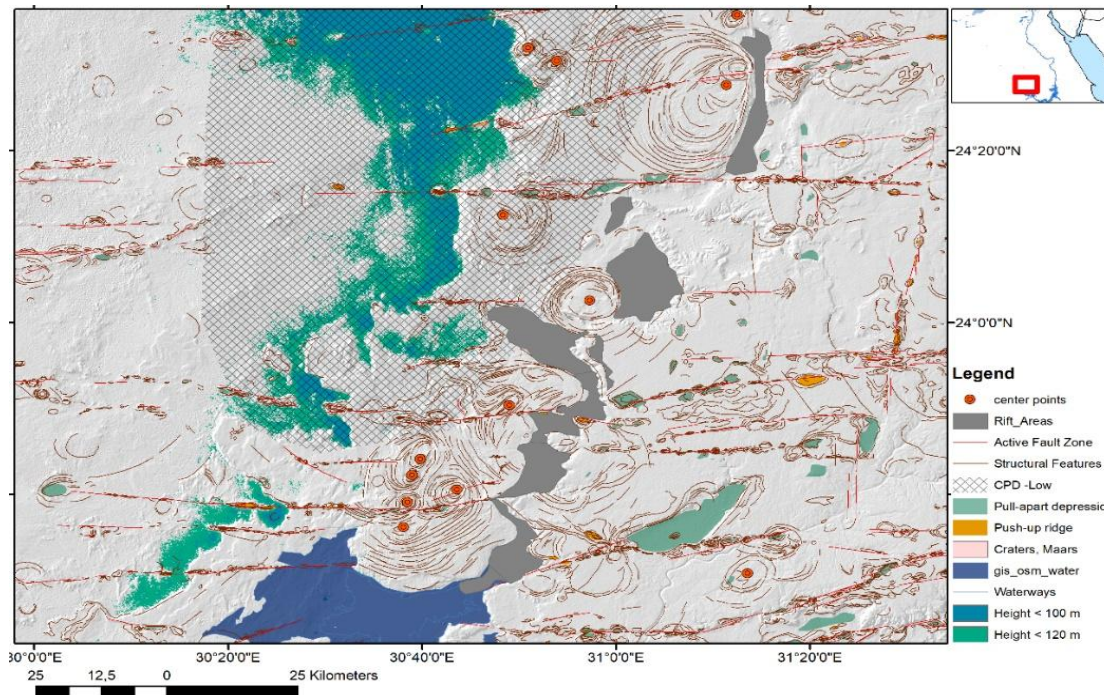 24°20'0"N
24°0'0"N
Legend
center points
Rift_Areas
Active Fault Zone
Structural Features
CPD -Low
Pull-apart depressio
Push-up ridge
Craters, Maars
gis_osm_water
Waterways
Height < 100 m
Height < 120 m
30°0'0"E 30°20'0"E 30°40'0"E 31°0'0"E 31°20'0"E
25 12,5 0 25 Kilometers